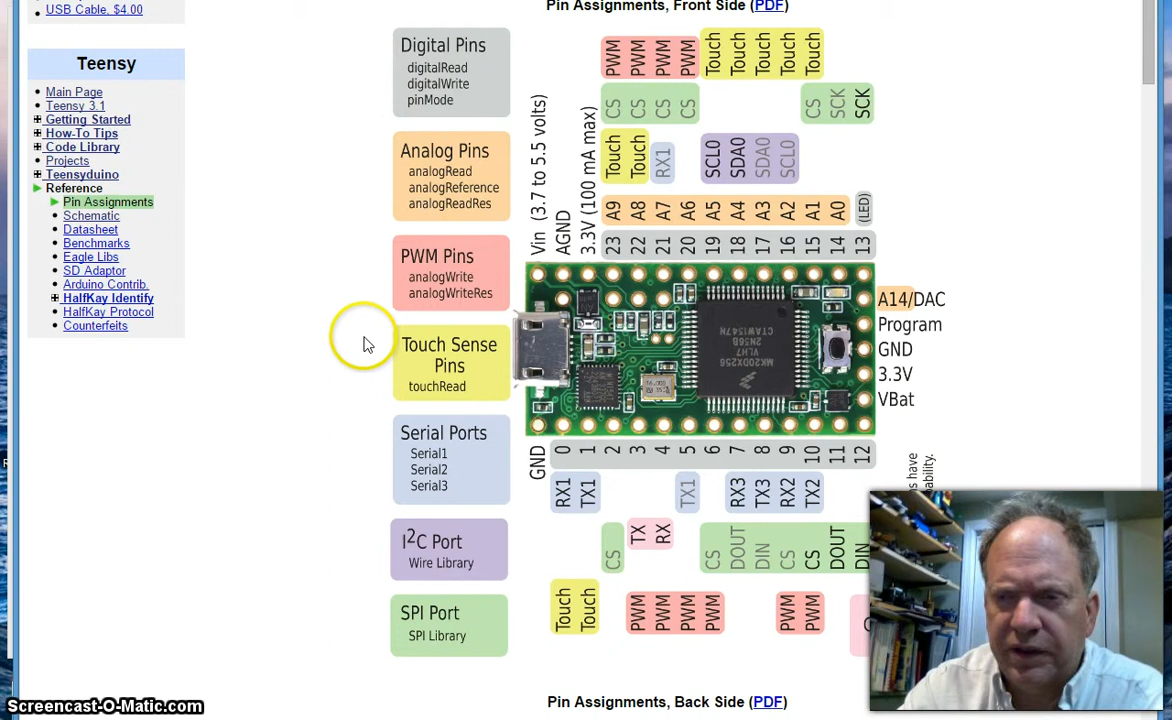 USB Cable, $4.00
Teensy
Main Page
Teensy 3.1
Getting Started
How-To Tips
Code Library
Projects
Teensyduino
Reference
Pin Assignments
Schematic
Datasheet
Benchmarks
Eagle Libs
SD Adaptor
Arduino Contrib.
HalfKay Identify
HalfKay Protocol
Counterfeits
Pin Assignments, Front Side (PDF)
Digital Pins
digitalRead
digitalWrite
pinMode
Analog Pins
analogRead
analogReference
analogReadRes
PWM Pins
analogWrite
analogWriteRes
Touch Sense
Pins
touchRead
Serial Ports
Serial1
Serial2
Serial3
I2C Port
Wire Library
SPI Port
SPI Library
PWM PWM PWM PWM Touch Touch Touch Touch Touch
CS CS CS CS CS SCK SCK
Touch Touch RX1 SCL0 SDA0 SDA0 SCL0
A9 A8 A7 A6 A5 A4 A3 A2 A1 A0 (LED)
Vin (3.7 to 5.5 volts)
AGND
3.3V (100 mA max)
23 22 21 20 19 18 17 16 15 14 13
MK20DX256
VLH7
2N56B
CTAW1547N
A14/DAC
Program
GND
3.3V
VBat
GND 0 1 2 3 4 5 6 7 8 9 10 11 12
RX1 TX1 TX1 RX3 TX3 RX2 TX2
CS TX RX CS DOUT DIN CS CS DOUT DIN
Touch Touch PWM PWM PWM PWM PWM PWM
s have
ability.
Pin Assignments, Back Side (PDF)
Screencast-O-Matic.com